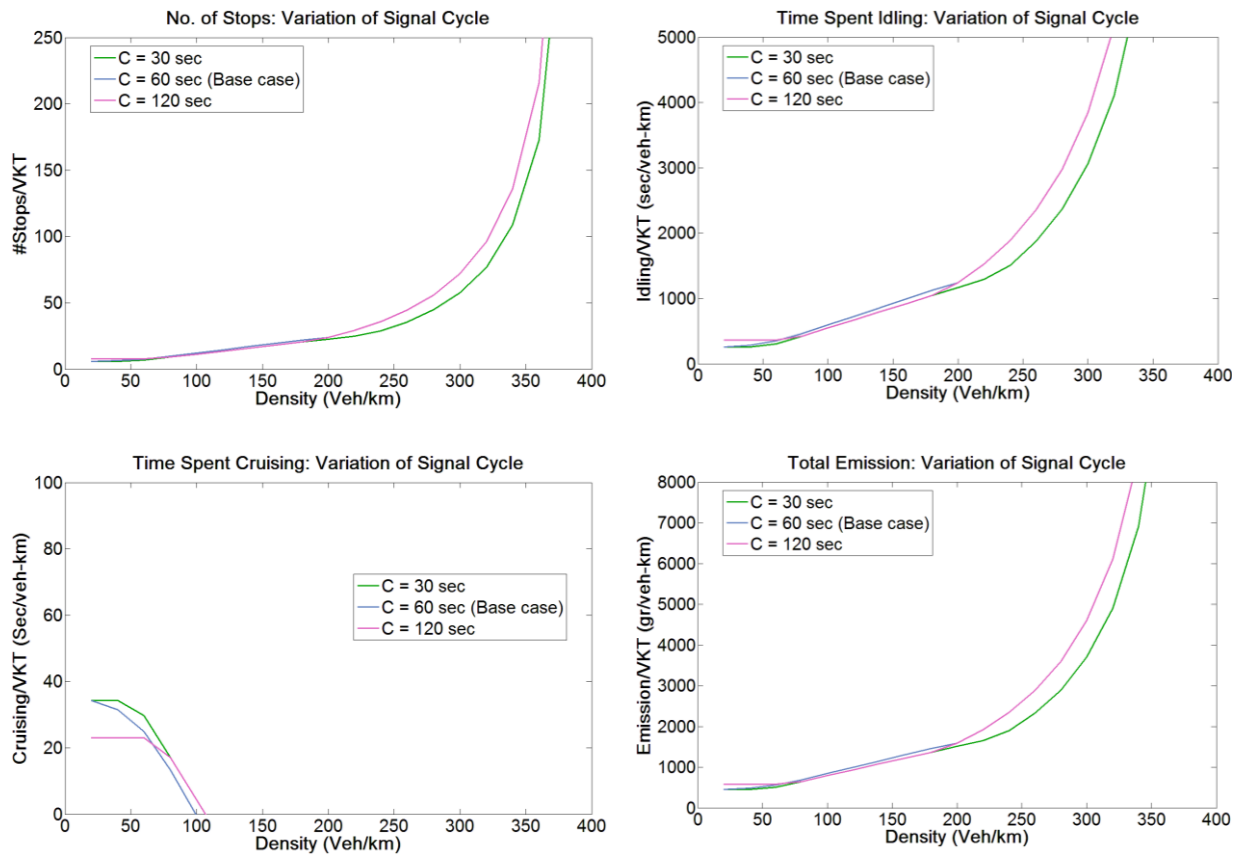 No. of Stops: Variation of Signal Cycle
250
200
150
100
50
0
#Stops/VKT
C = 30 sec
C = 60 sec (Base case)
C = 120 sec
0 50 100 150 200 250 300 350 400
Density (Veh/km)
Time Spent Idling: Variation of Signal Cycle
5000
4000
3000
2000
1000
0
Idling/VKT (sec/veh-km)
C = 30 sec
C = 60 sec (Base case)
C = 120 sec
0 50 100 150 200 250 300 350 400
Density (Veh/km)
Time Spent Cruising: Variation of Signal Cycle
100
80
60
40
20
0
Cruising/VKT (Sec/veh-km)
C = 30 sec
C = 60 sec (Base case)
C = 120 sec
0 50 100 150 200 250 300 350 400
Density (Veh/km)
Total Emission: Variation of Signal Cycle
8000
7000
6000
5000
4000
3000
2000
1000
0
Emission/VKT (gr/veh-km)
C = 30 sec
C = 60 sec (Base case)
C = 120 sec
0 50 100 150 200 250 300 350 400
Density (Veh/km)